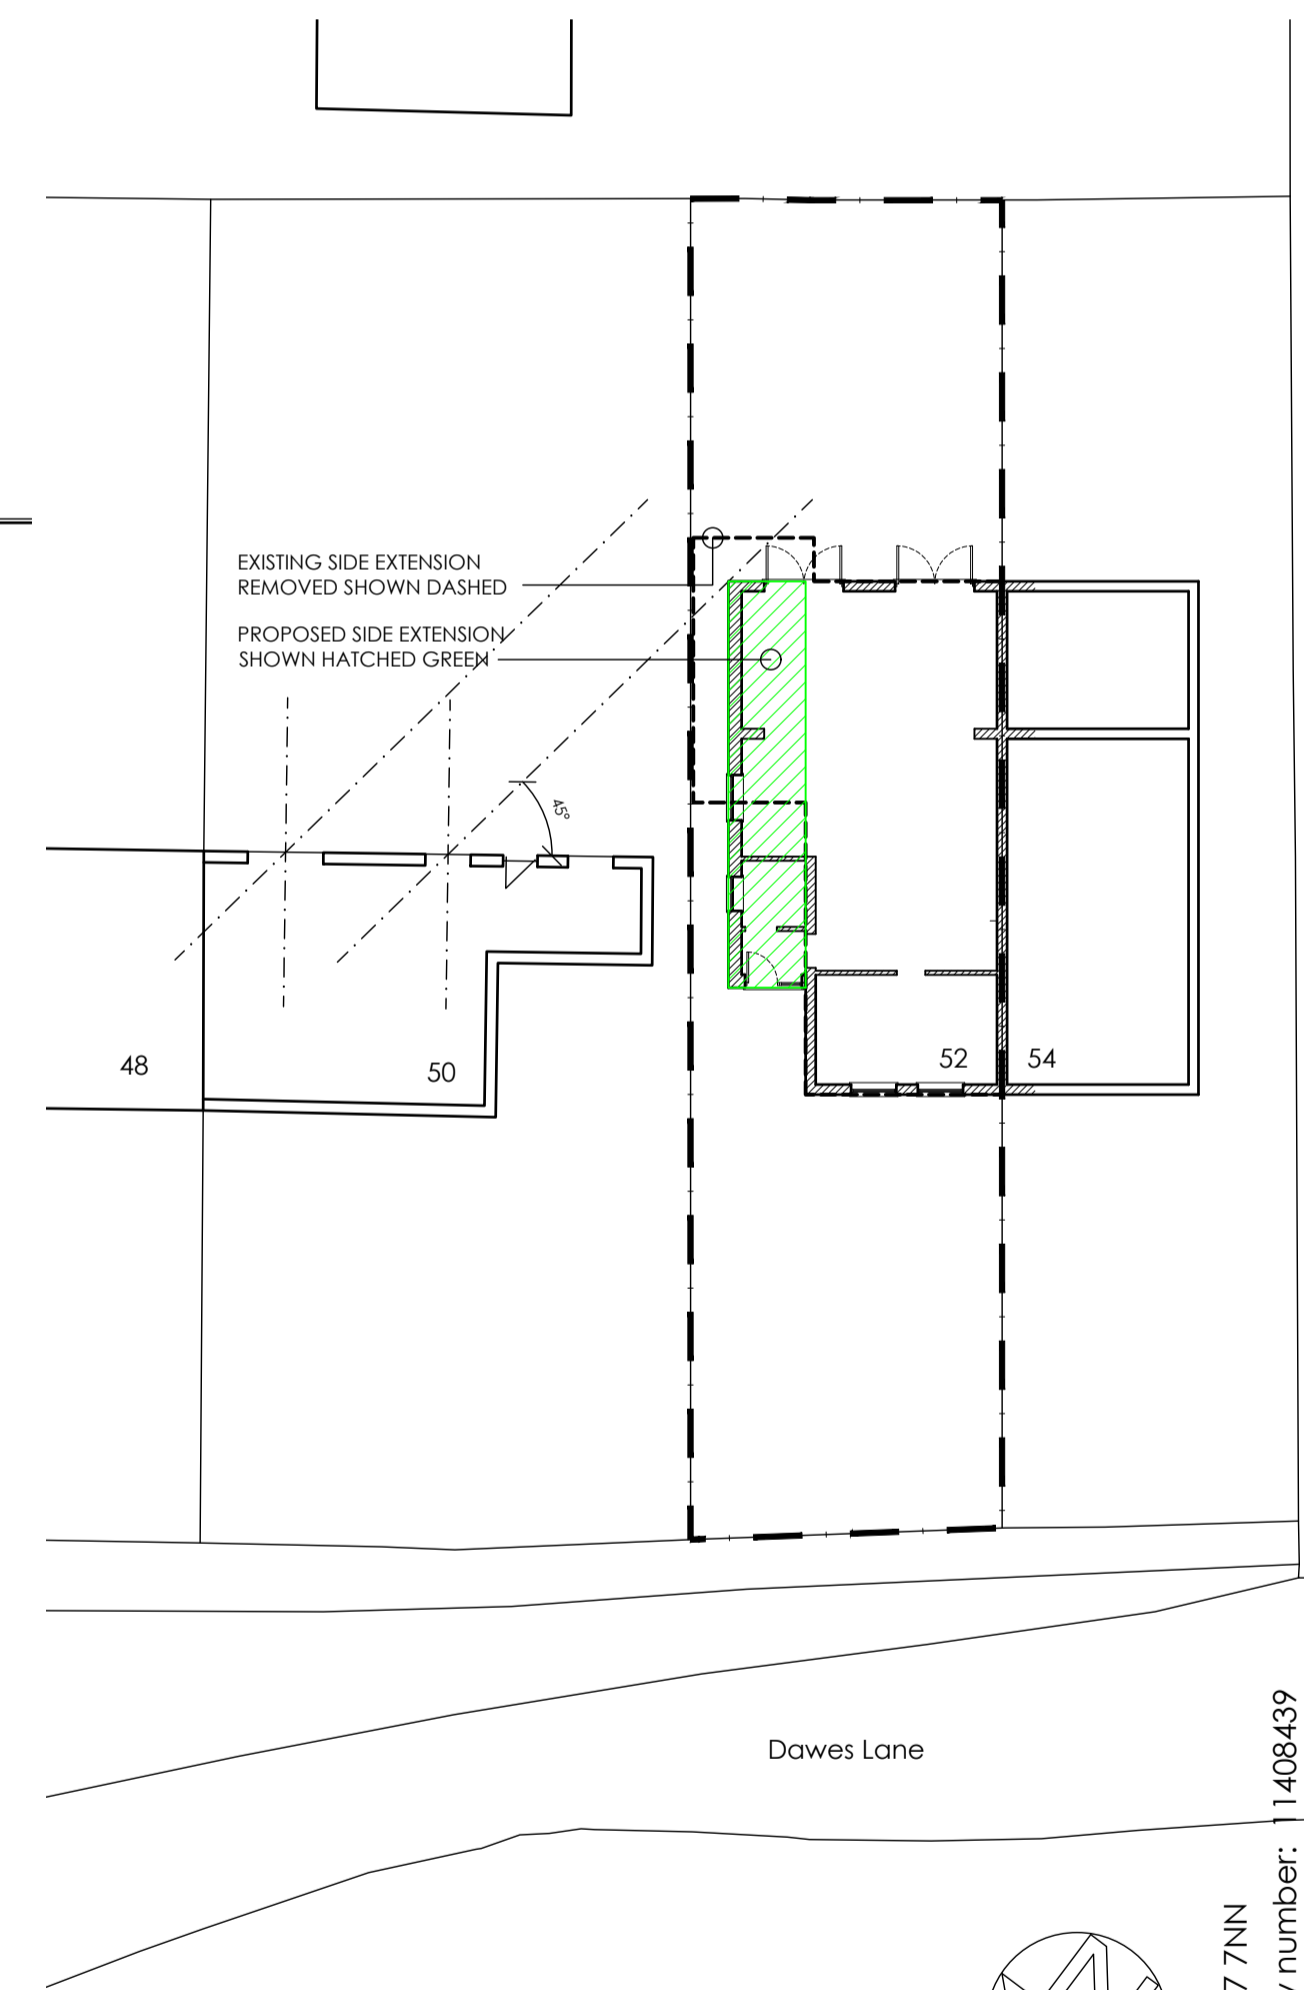 EXISTING SIDE EXTENSION
REMOVED SHOWN DASHED
PROPOSED SIDE EXTENSION
SHOWN HATCHED GREEN
45°
48
50
52
54
Dawes Lane
7 7NN
number: 11408439